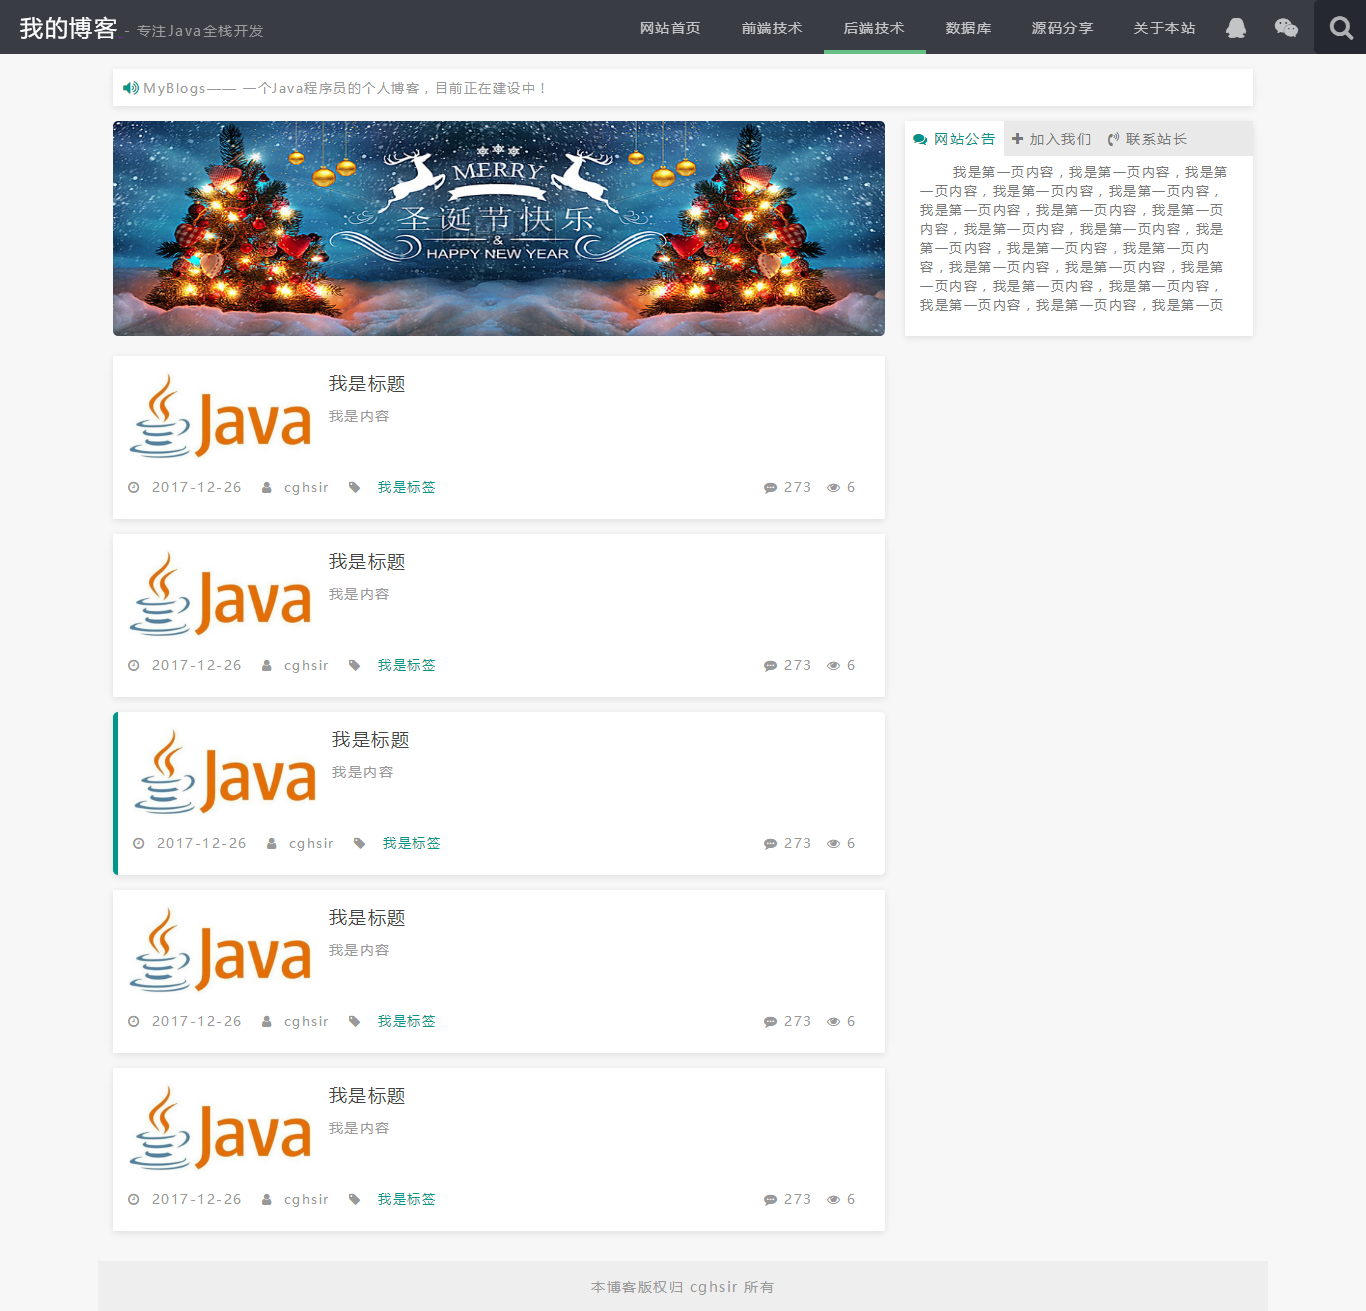 我的博客 - 专注Java全栈开发 网站首页 前端技术 后端技术 数据库 源码分享 关于本站
MyBlogs—— 一个Java程序员的个人博客，目前正在建设中！
MERRY
圣诞节快乐
&
HAPPY NEW YEAR
网站公告 加入我们 联系站长
我是第一页内容，我是第一页内容，我是第
一页内容，我是第一页内容，我是第一页内容，
我是第一页内容，我是第一页内容，我是第一页
内容，我是第一页内容，我是第一页内容，我是
第一页内容，我是第一页内容，我是第一页内
容，我是第一页内容，我是第一页内容，我是第
一页内容，我是第一页内容，我是第一页内容，
我是第一页内容，我是第一页内容，我是第一页
Java
我是标题
我是内容
2017-12-26 cghsir 我是标签 273 6
Java
我是标题
我是内容
2017-12-26 cghsir 我是标签 273 6
Java
我是标题
我是内容
2017-12-26 cghsir 我是标签 273 6
Java
我是标题
我是内容
2017-12-26 cghsir 我是标签 273 6
Java
我是标题
我是内容
2017-12-26 cghsir 我是标签 273 6
本博客版权归 cghsir 所有